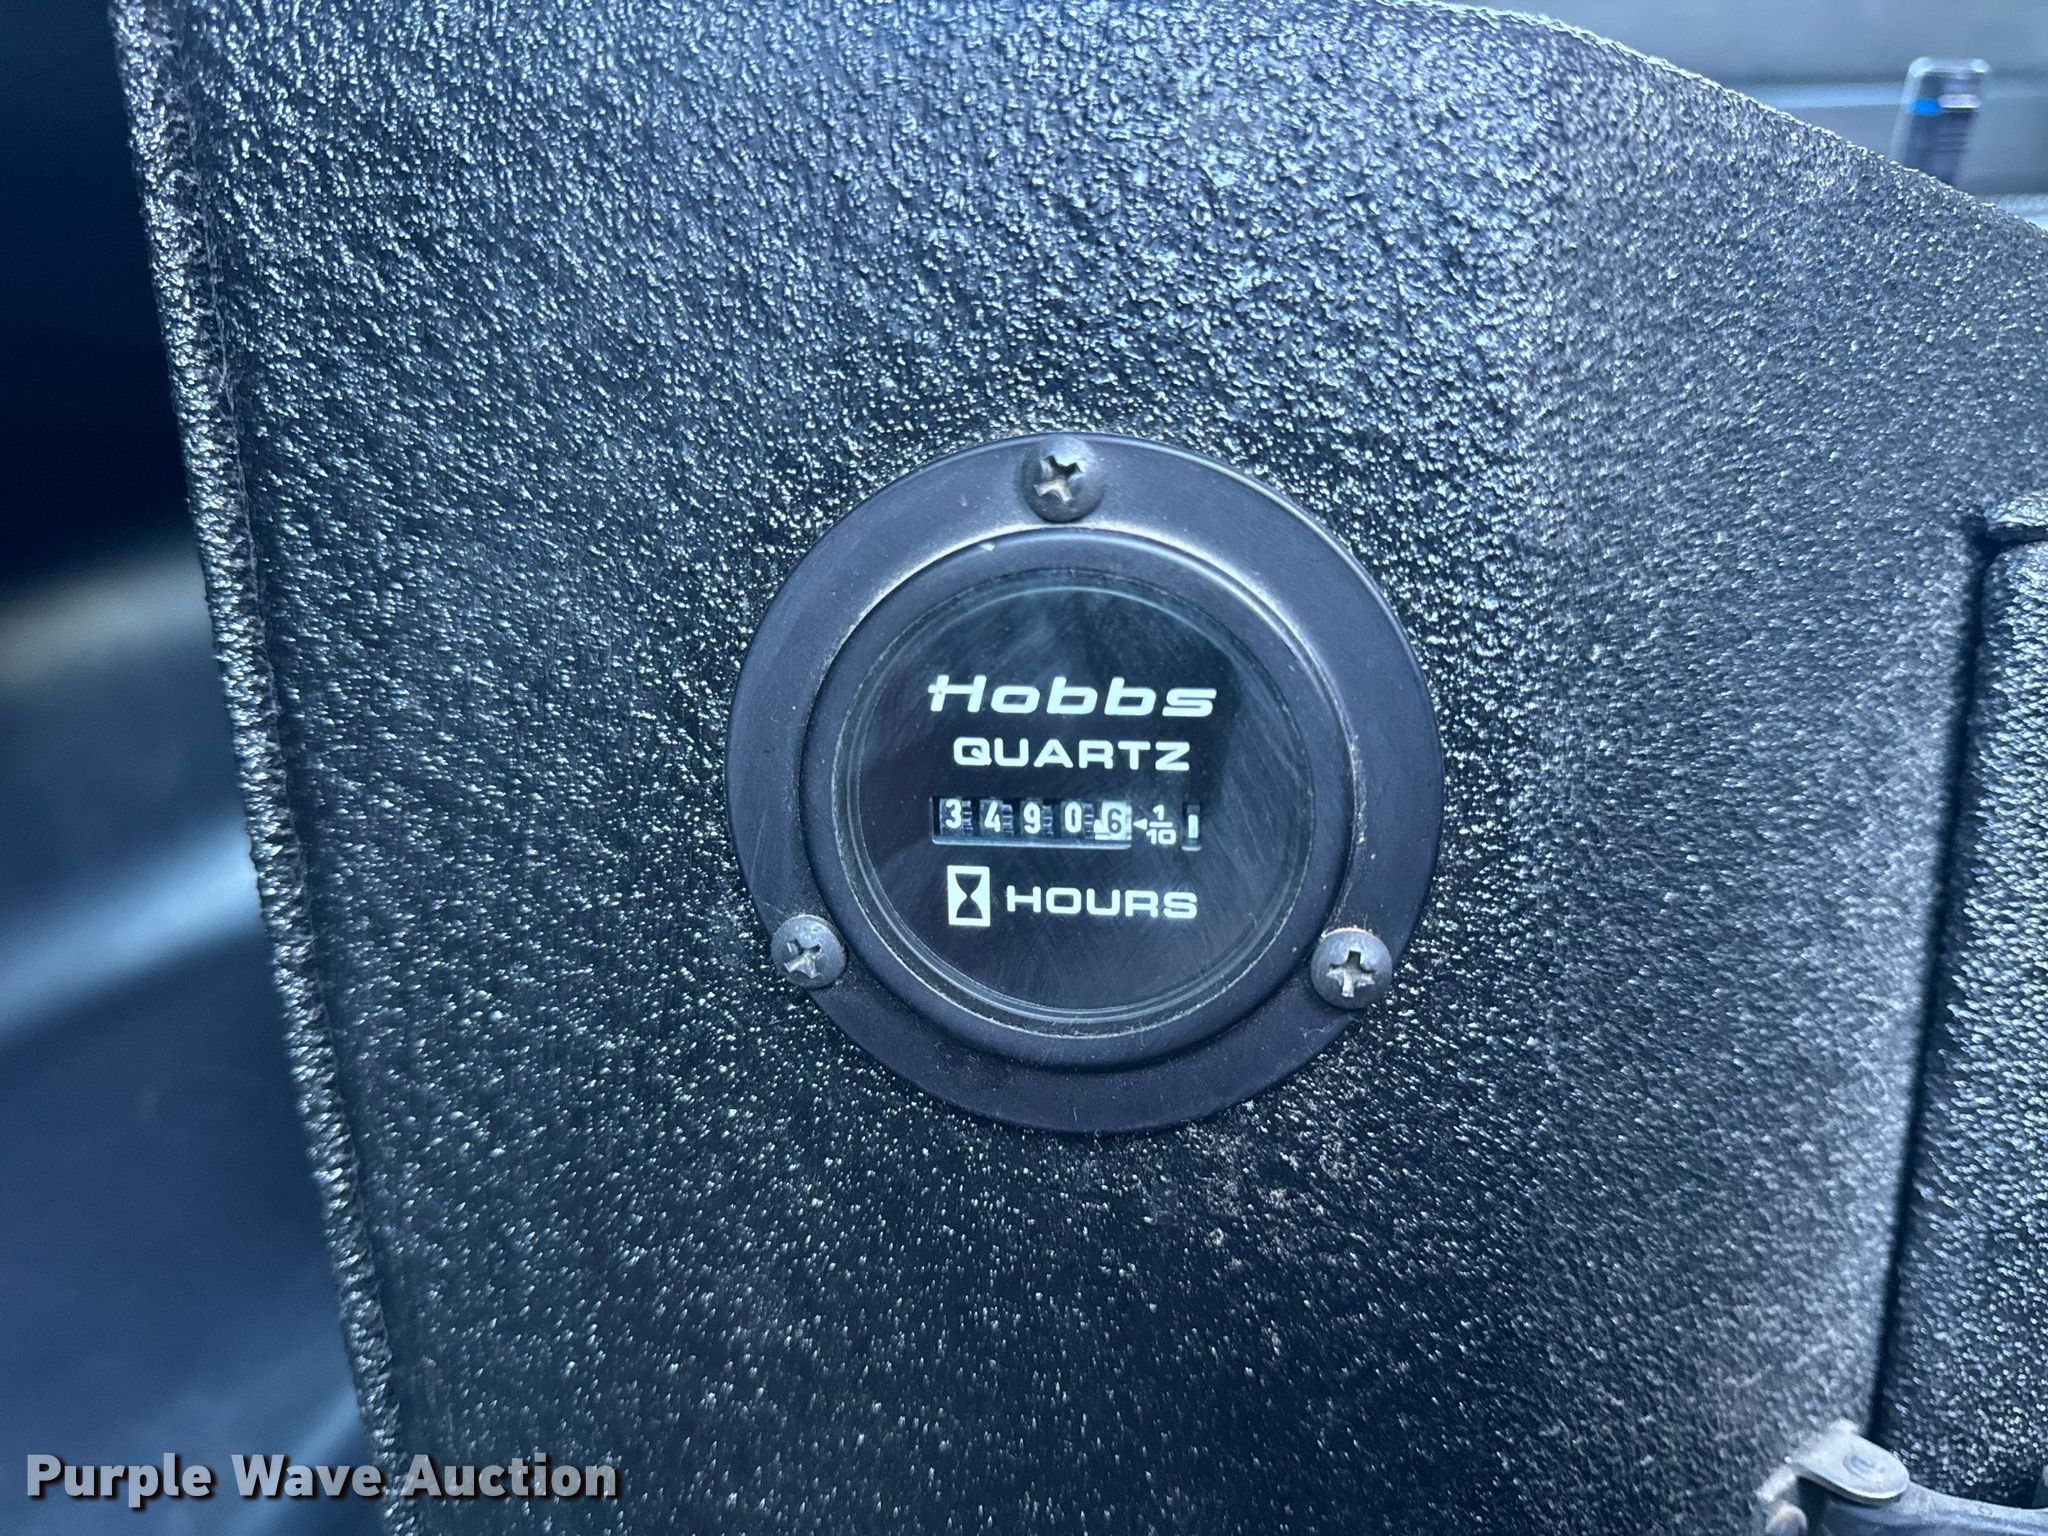 Hobbs
QUARTZ
34906 1/10
HOURS
Purple Wave Auction